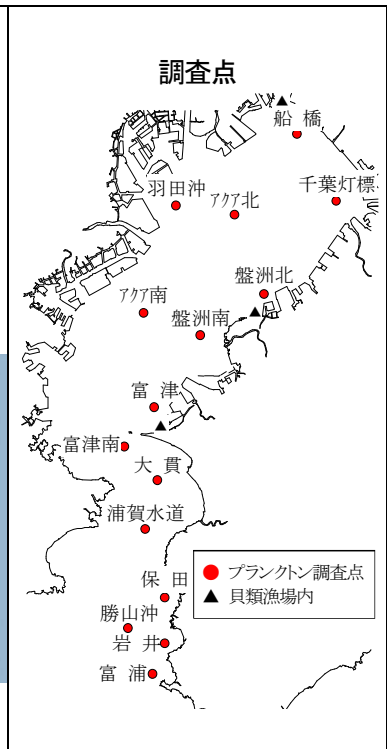 調査点
船 橋
千葉灯標
羽田沖
アクア北
盤洲北
アクア南
盤洲南
富 津
富津南
大 貫
浦賀水道
保 田
勝山沖
岩 井
富 浦
プランクトン調査点
貝類漁場内